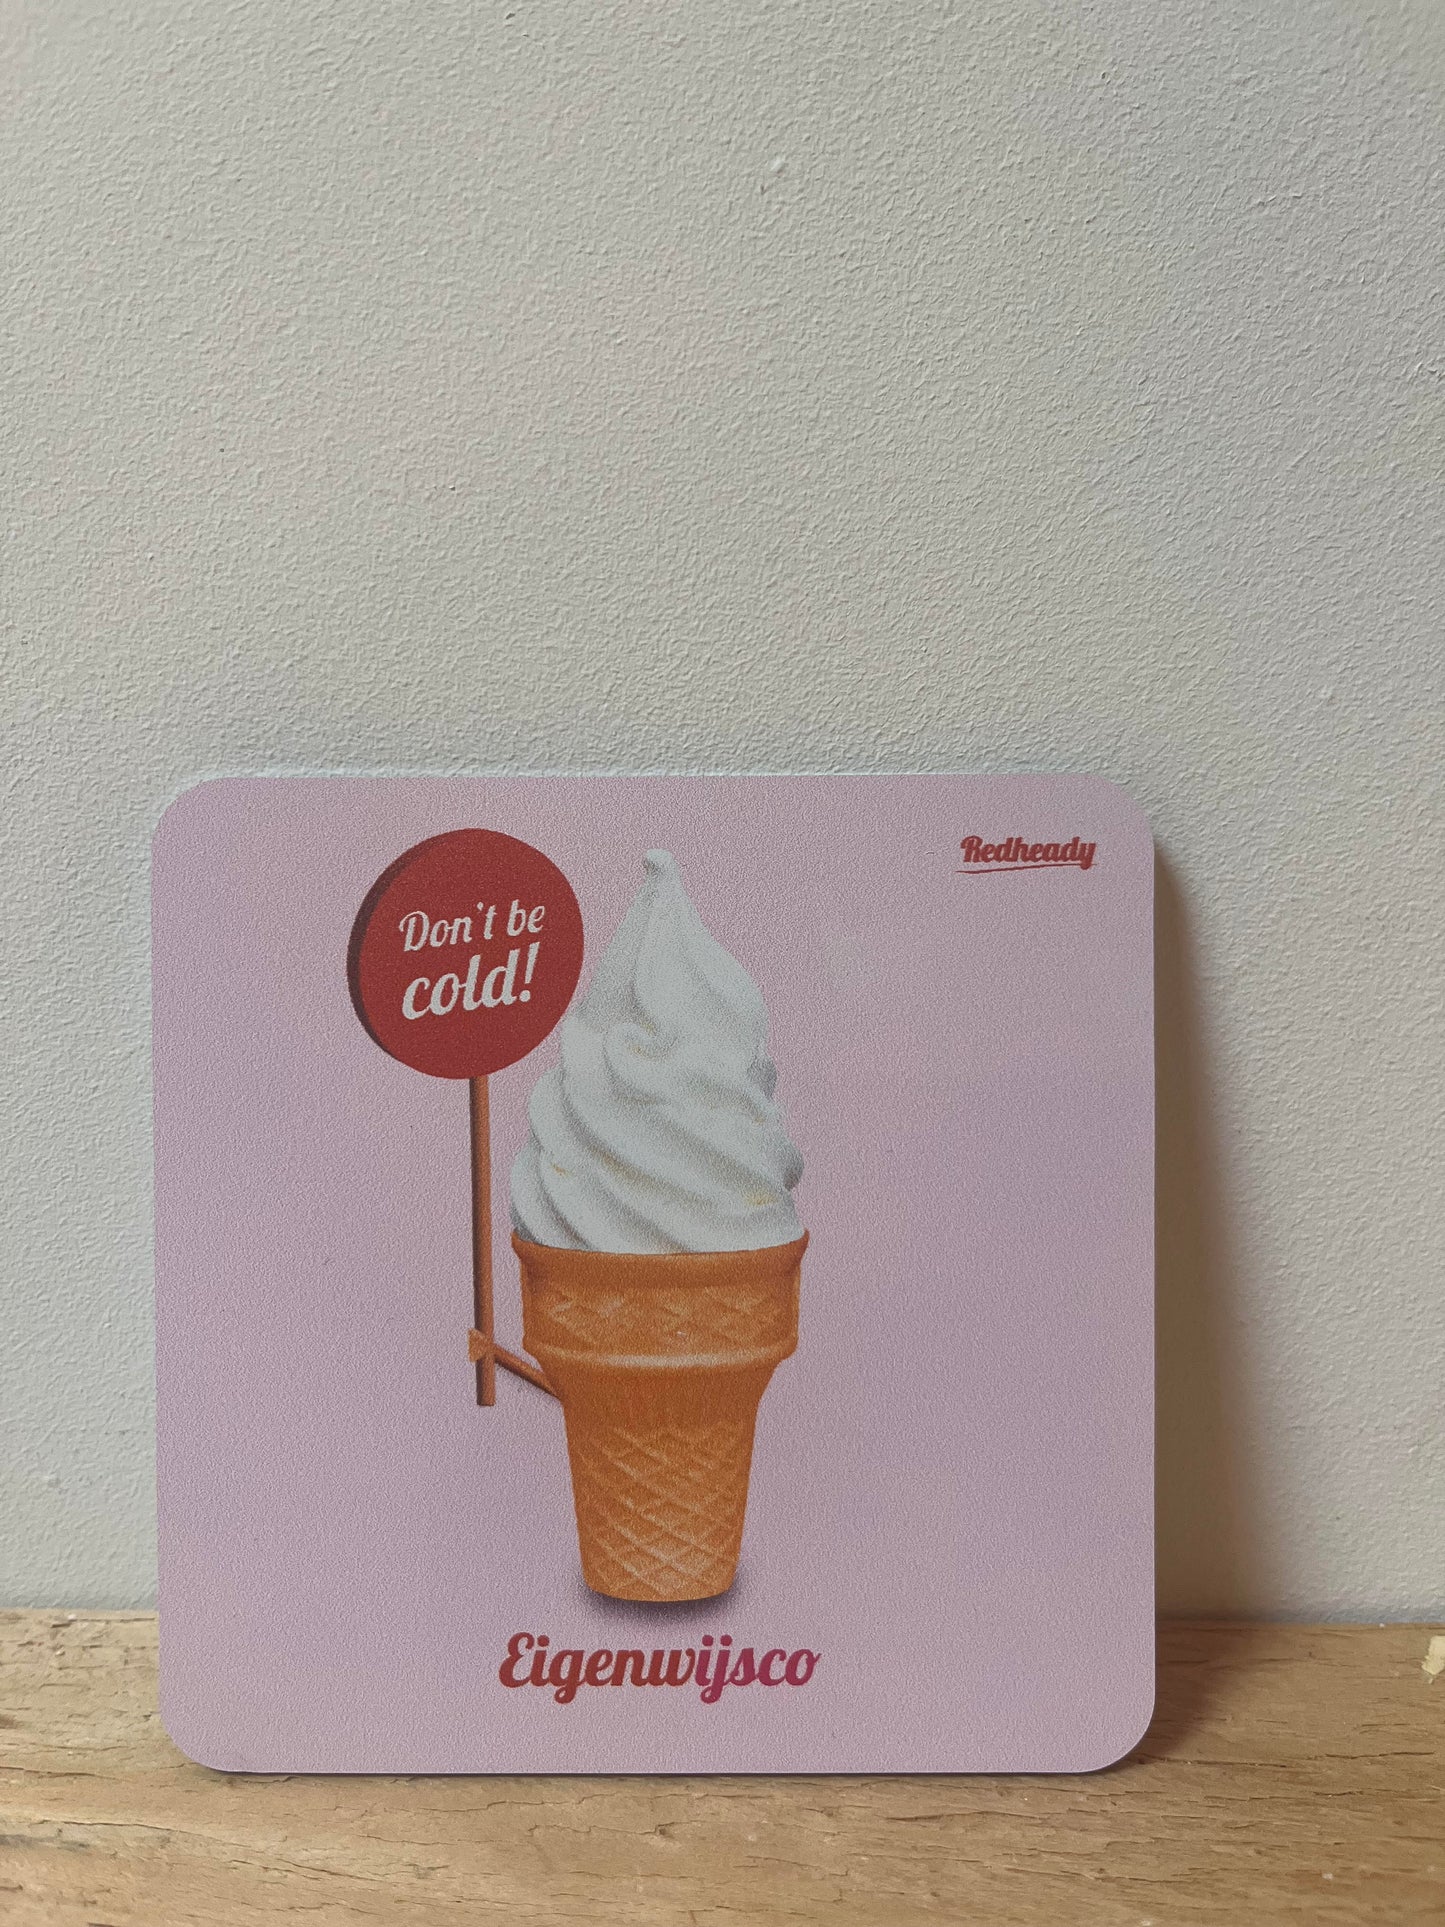 Redheady
Don't be
cold!
Eigenwijsco